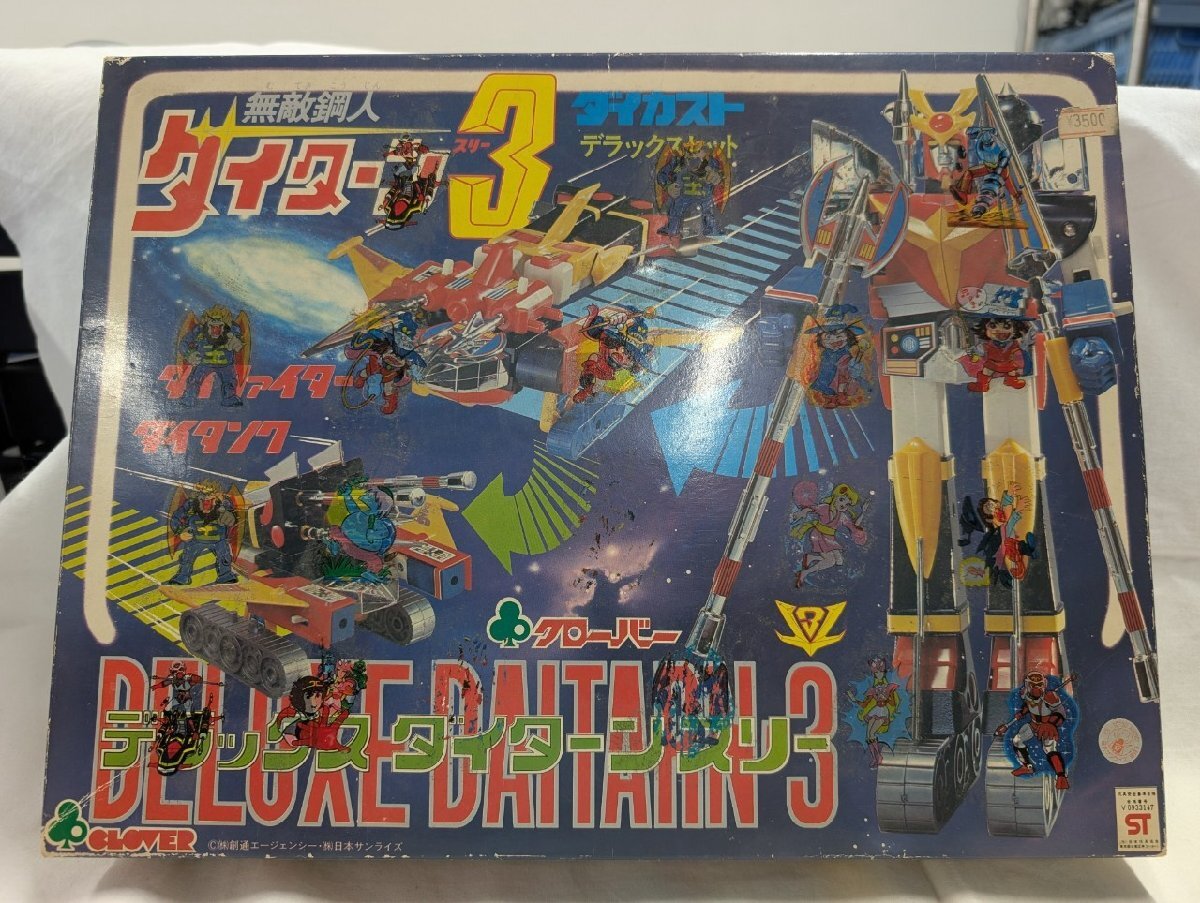 無敵鋼人
ダイターン
スリー
3
ダイカスト
デラックスセット
¥3500
ダイファイター
ダイタンク
クローバー
DELUXE DAITARN 3
デラックスダイターンスリー
CLOVER
©㈱創通エージェンシー・㈱日本サンライズ
V0933167
ST